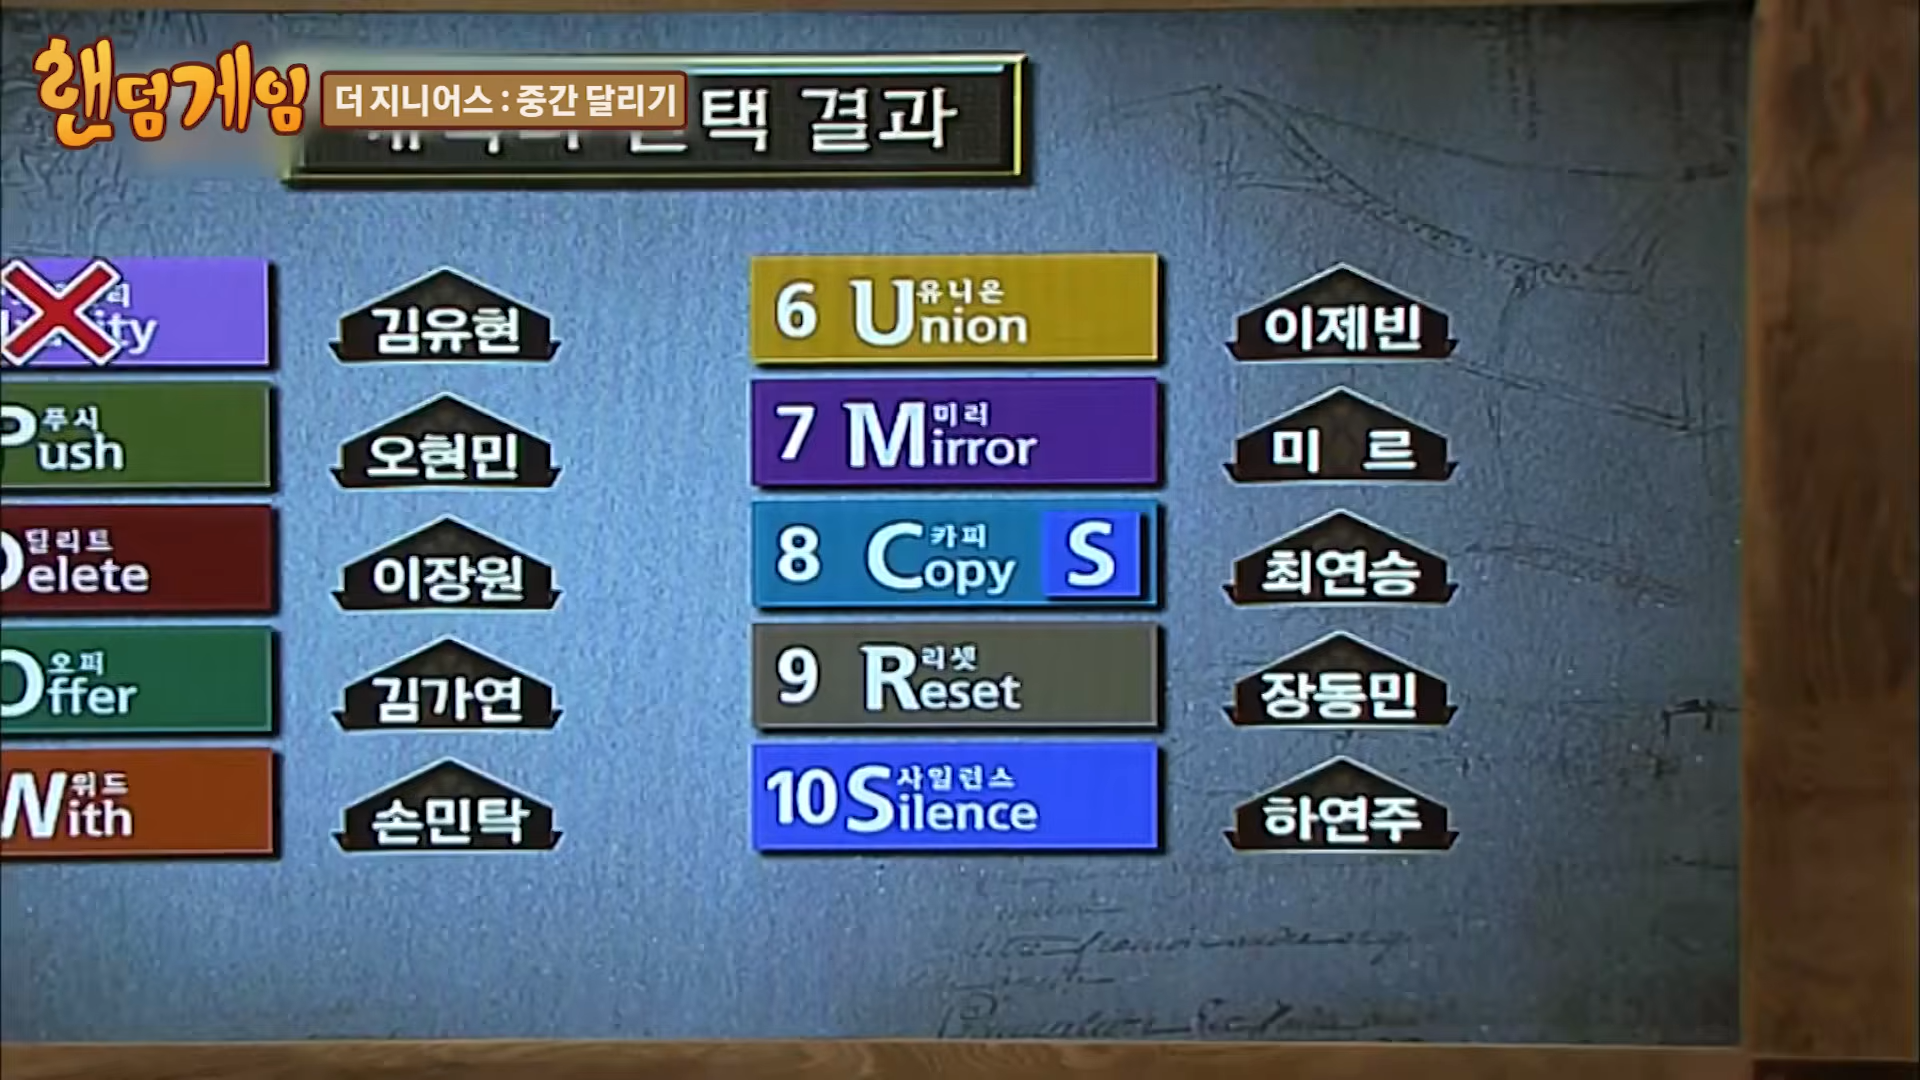 랜덤게임
더 지니어스 : 중간 달리기
택 결과
김유현
푸시
Push
오현민
딜리트
Delete
이장원
오퍼
Offer
김가연
위드
With
손민탁
6 Union 유니온
이제빈
7 Mirror 미러
미 르
8 Copy 카피 S
최연승
9 Reset 리셋
장동민
10 Silence 사일런스
하연주